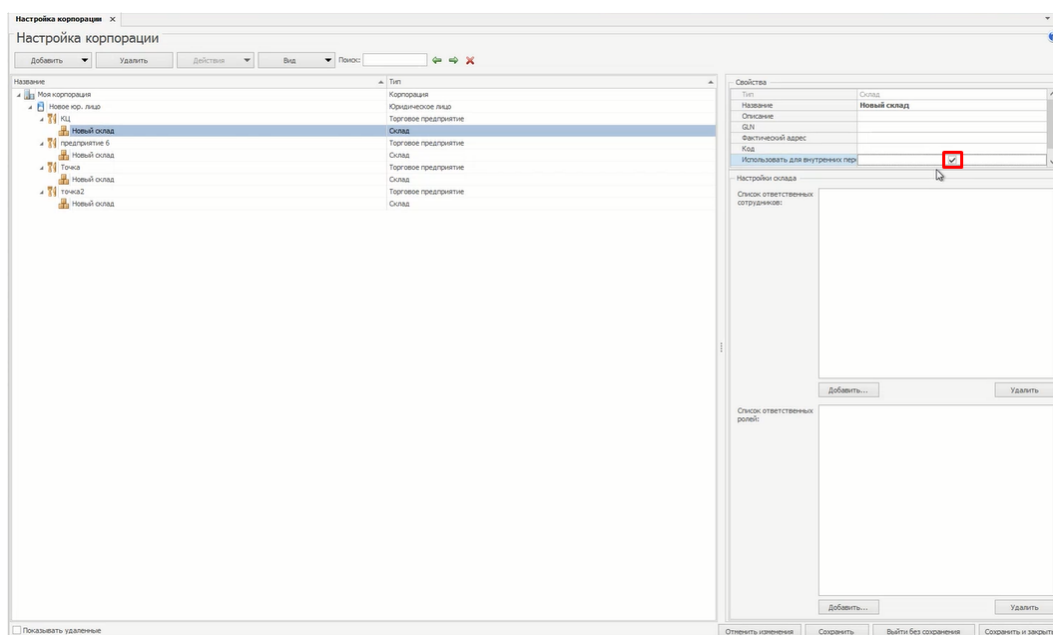 Настройка корпорации ×
Настройка корпорации
Добавить Удалить Действия Вид Поиск:
Название Тип
Моя корпорация Корпорация
Новое юр. лицо Юридическое лицо
КЦ Торговое предприятие
Новый склад Склад
предприятие 6 Торговое предприятие
Новый склад Склад
Точка Торговое предприятие
Новый склад Склад
точка2 Торговое предприятие
Новый склад Склад
Свойства
Тип Склад
Название Новый склад
Описание
GLN
Фактический адрес
Код
Использовать для внутренних пер
Настройки склада
Список ответственных
сотрудников:
Добавить... Удалить
Список ответственных
ролей:
Добавить... Удалить
Показывать удаленные
Отменить изменения Сохранить Выйти без сохранения Сохранить и закрыть